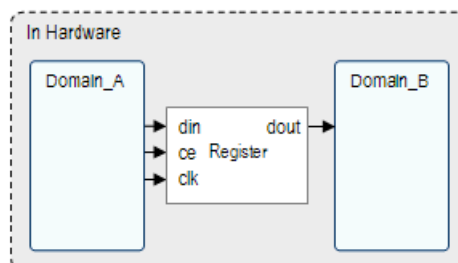 In Hardware
Domain_A
Domain_B
din dout
ce Register
clk